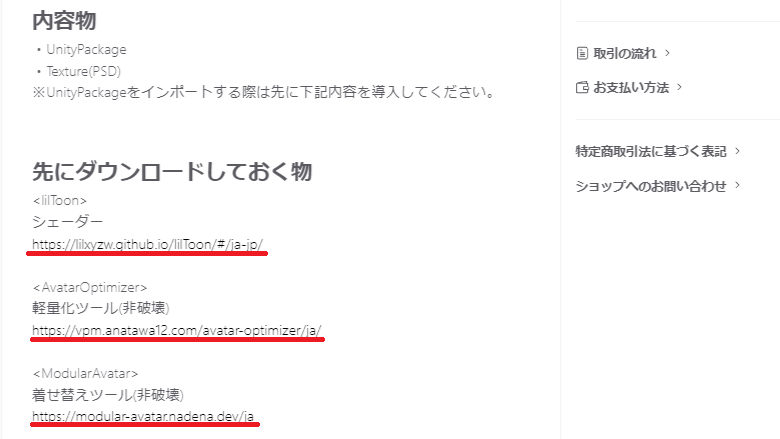 内容物
・UnityPackage
・Texture(PSD)
※UnityPackageをインポートする際は先に下記内容を導入してください。
先にダウンロードしておく物
<lilToon>
シェーダー
https://lilxyzw.github.io/lilToon/#/ja-jp/
<AvatarOptimizer>
軽量化ツール(非破壊)
https://vpm.anatawa12.com/avatar-optimizer/ja/
<ModularAvatar>
着せ替えツール(非破壊)
https://modular-avatar.nadena.dev/ja
取引の流れ
お支払い方法
特定商取引法に基づく表記
ショップへのお問い合わせ